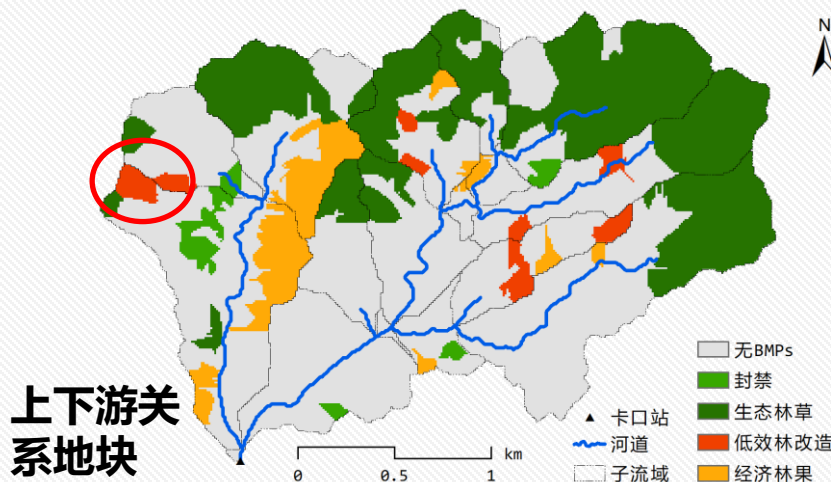 N
无BMPs
封禁
生态林草
低效林改造
经济林果
卡口站
河道
子流域
0 0.5 1 km
上下游关
系地块